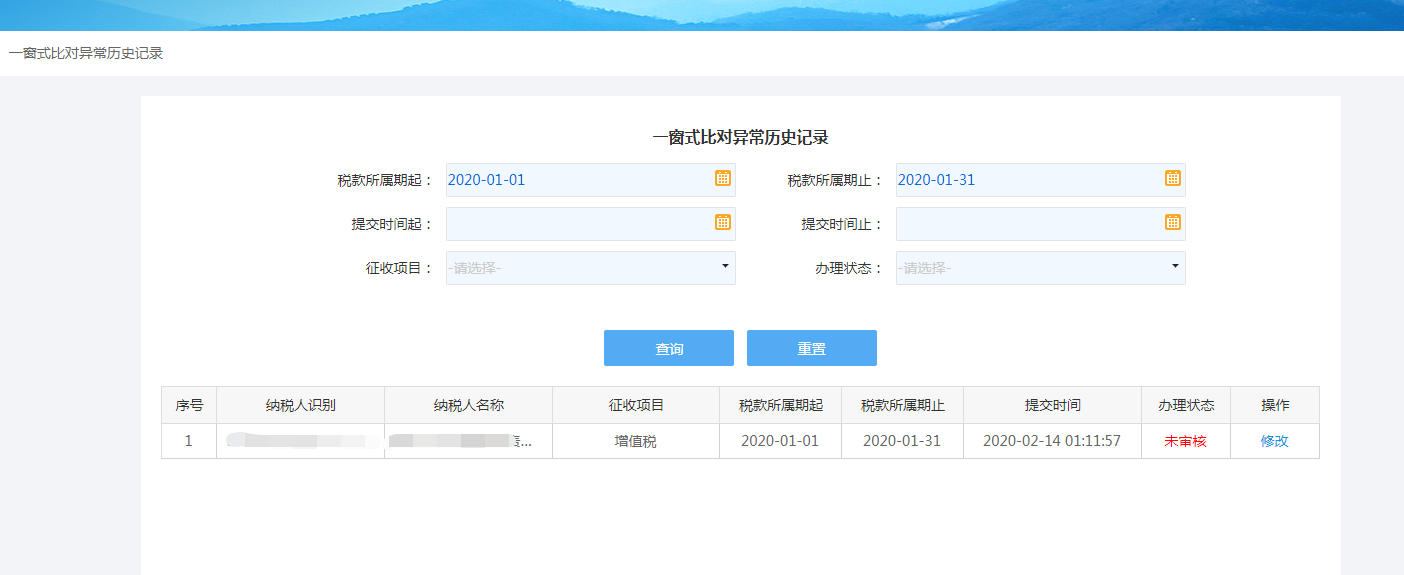 一窗式比对异常历史记录
一窗式比对异常历史记录
税款所属期起： 2020-01-01 税款所属期止： 2020-01-31
提交时间起： 提交时间止：
征收项目： -请选择- 办理状态： -请选择-
查询 重置
序号 纳税人识别 纳税人名称 征收项目 税款所属期起 税款所属期止 提交时间 办理状态 操作
1 ... 增值税 2020-01-01 2020-01-31 2020-02-14 01:11:57 未审核 修改